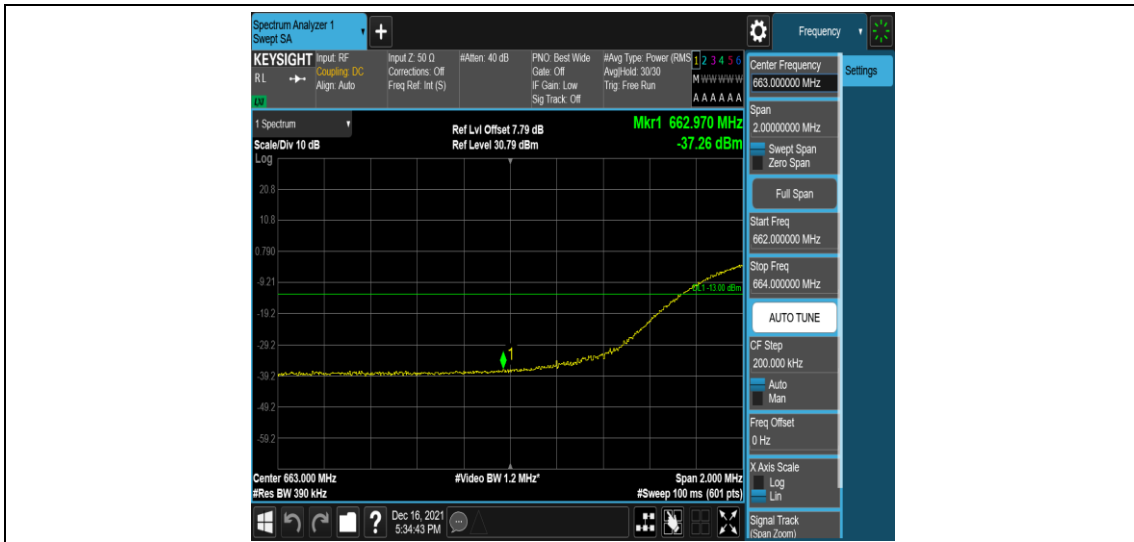 Spectrum Analyzer 1
Swept SA
+
Frequency
KEYSIGHT
RL
LXI
Input: RF
Coupling: DC
Align: Auto
Input Z: 50 Ω
Corrections: Off
Freq Ref: Int (S)
#Atten: 40 dB
PNO: Best Wide
Gate: Off
IF Gain: Low
Sig Track: Off
#Avg Type: Power (RMS
Avg|Hold: 30/30
Trig: Free Run
1 2 3 4 5 6
M W W W W W
A A A A A A
1 Spectrum
Scale/Div 10 dB
Log
Ref Lvl Offset 7.79 dB
Ref Level 30.79 dBm
Mkr1 662.970 MHz
-37.26 dBm
20.8
10.8
0.790
-9.21
-19.2
-29.2
-39.2
-49.2
-59.2
DL1 -13.00 dBm
1
Center 663.000 MHz
#Res BW 390 kHz
#Video BW 1.2 MHz*
Span 2.000 MHz
#Sweep 100 ms (601 pts)
?
Dec 16, 2021
5:34:43 PM
Center Frequency
663.000000 MHz
Settings
Span
2.00000000 MHz
Swept Span
Zero Span
Full Span
Start Freq
662.000000 MHz
Stop Freq
664.000000 MHz
AUTO TUNE
CF Step
200.000 kHz
Auto
Man
Freq Offset
0 Hz
X Axis Scale
Log
Lin
Signal Track
(Span Zoom)